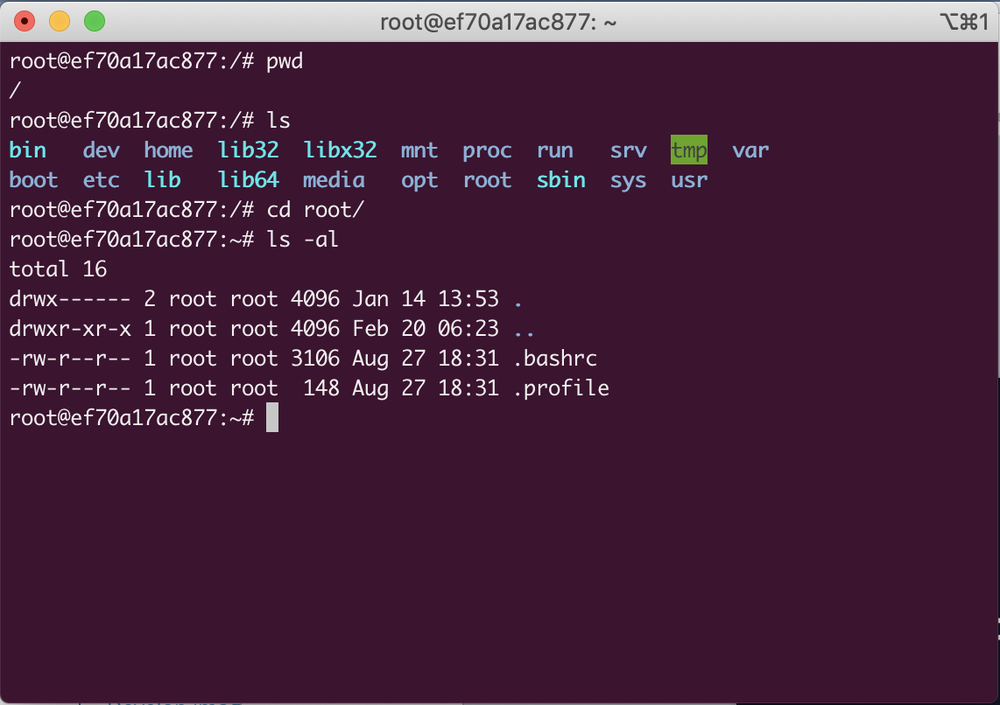 root@ef70a17ac877: ~ ⌥⌘1
root@ef70a17ac877:/# pwd
/
root@ef70a17ac877:/# ls
bin   dev  home  lib32  libx32  mnt  proc  run   srv  tmp  var
boot  etc  lib   lib64  media   opt  root  sbin  sys  usr
root@ef70a17ac877:/# cd root/
root@ef70a17ac877:~# ls -al
total 16
drwx------ 2 root root 4096 Jan 14 13:53 .
drwxr-xr-x 1 root root 4096 Feb 20 06:23 ..
-rw-r--r-- 1 root root 3106 Aug 27 18:31 .bashrc
-rw-r--r-- 1 root root  148 Aug 27 18:31 .profile
root@ef70a17ac877:~#